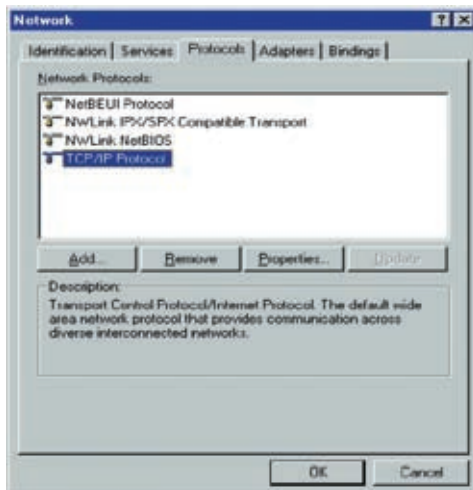 Network
Identification Services Protocols Adapters Bindings
Network Protocols:
NetBEUI Protocol
NWLink IPX/SPX Compatible Transport
NWLink NetBIOS
TCP/IP Protocol
Add... Remove Properties... Update
Description:
Transport Control Protocol/Internet Protocol. The default wide
area network protocol that provides communication across
diverse interconnected networks.
OK Cancel